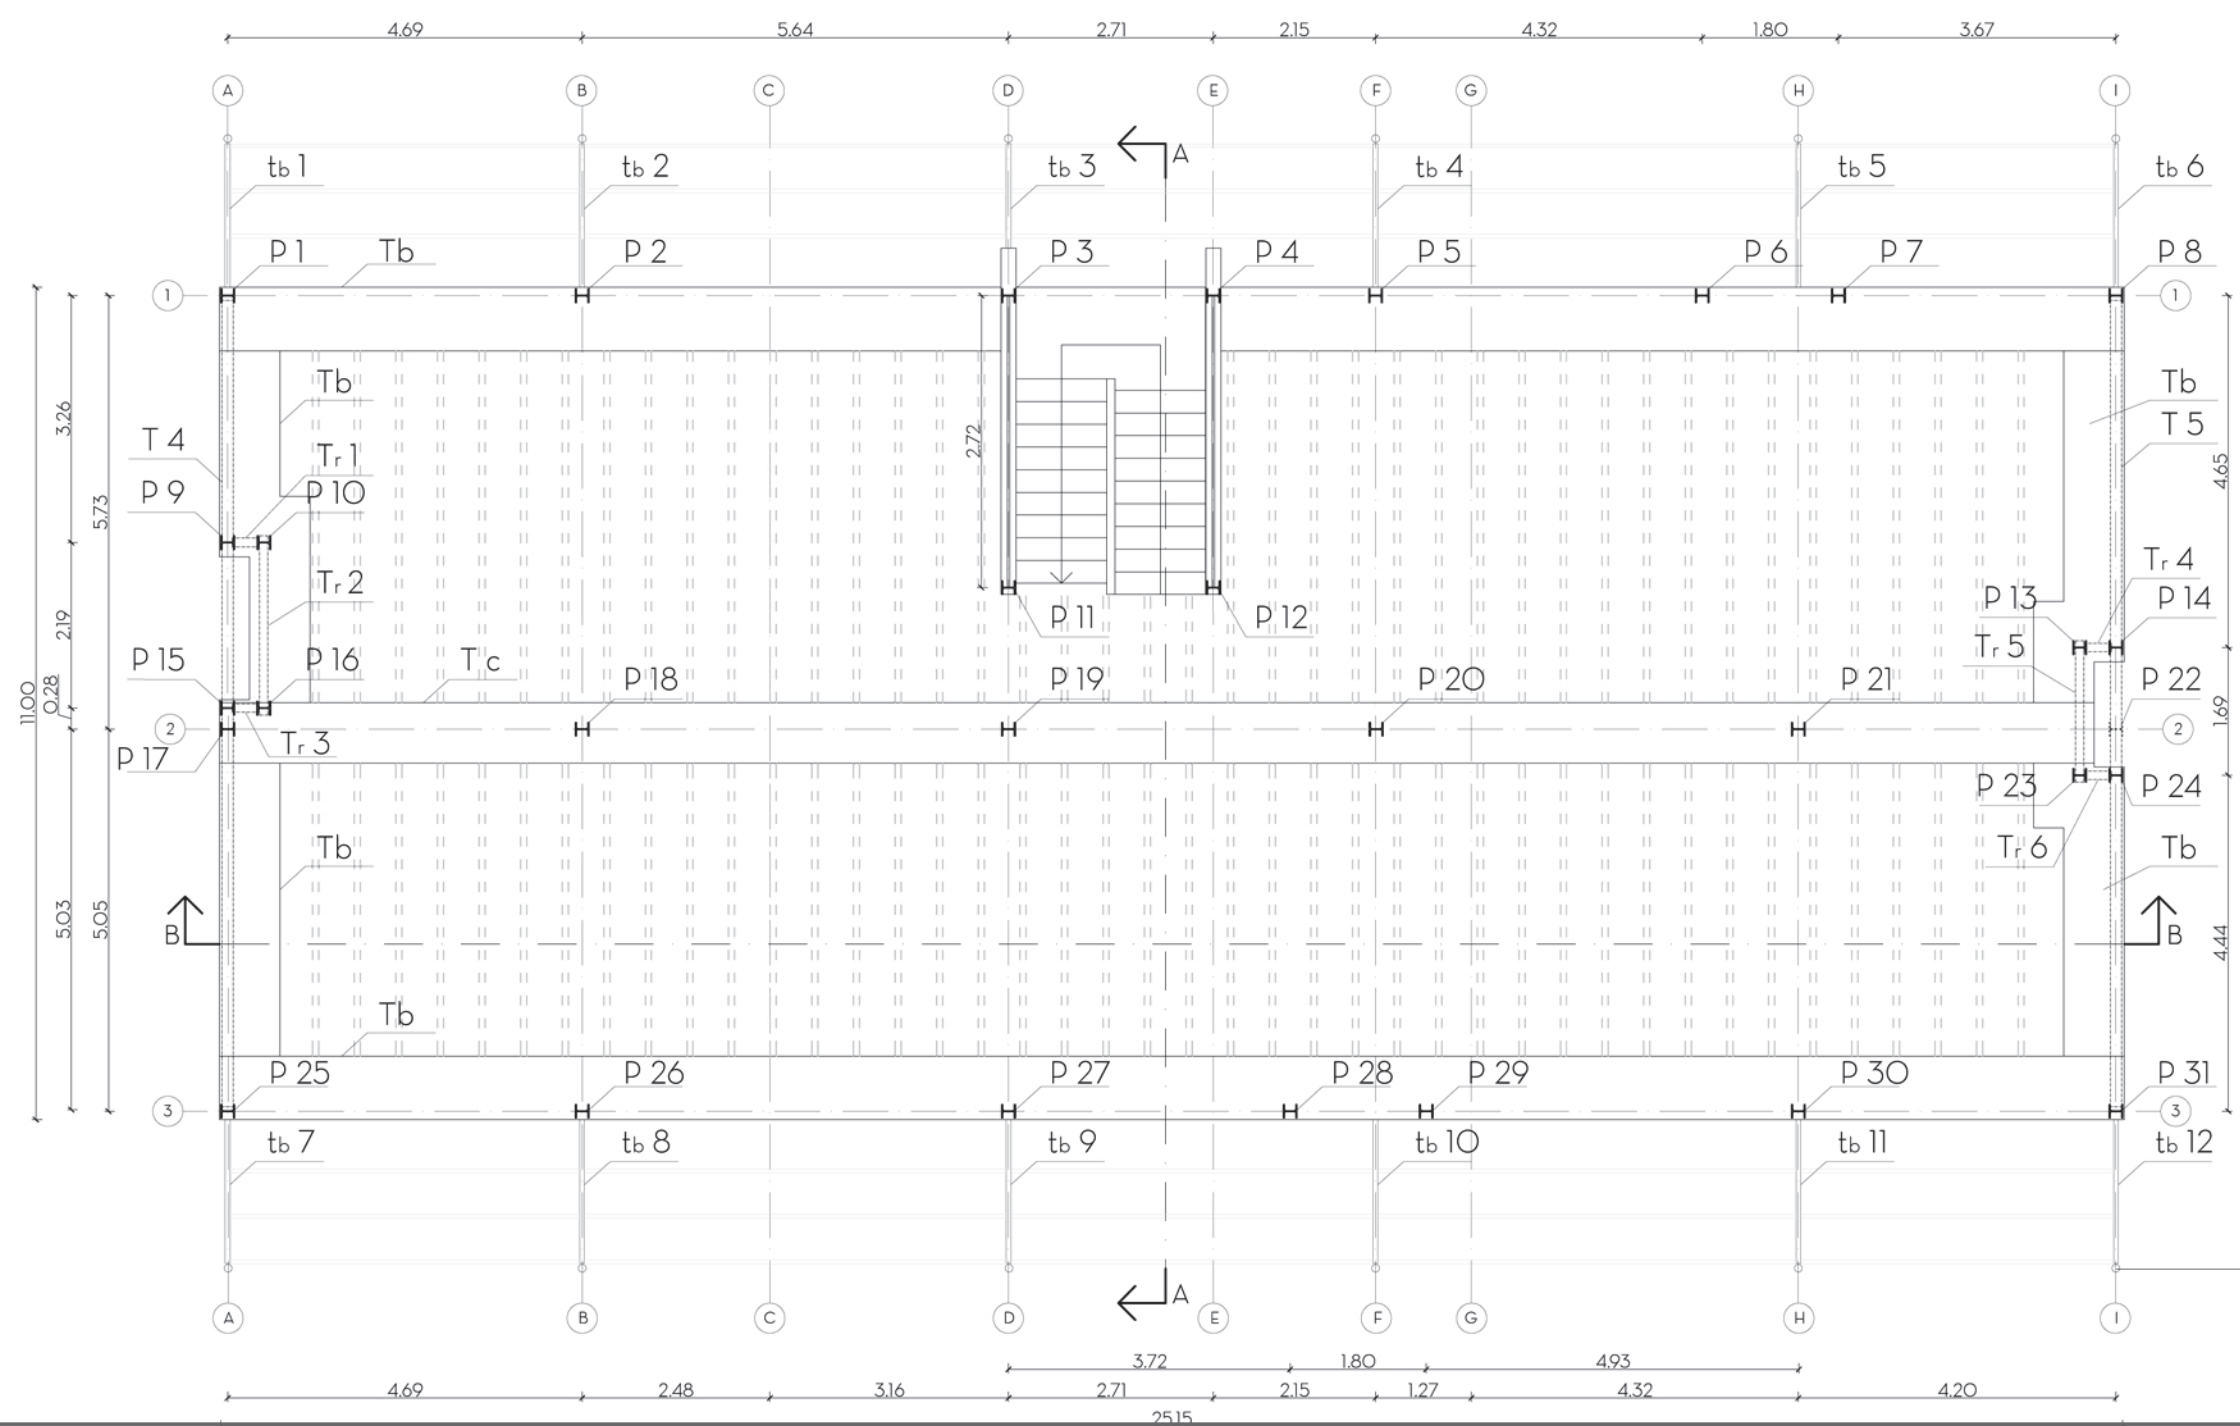 4.69 5.64 2.71 2.15 4.32 1.80 3.67
A B C D E F G H I
A
tb 1 tb 2 tb 3 tb 4 tb 5 tb 6
P 1 Tb P 2 P 3 P 4 P 5 P 6 P 7 P 8
1 1
Tb Tb
3.26 T 5
T 4 2.72
Tr 1 4.65
P 9 P 10
5.73
Tr 4
Tr 2 P 13 P 14
2.19 P 11 P 12
Tr 5
P 15 P 16 Tc
0.28 P 18 P 19 P 20 P 21 P 22
11.00 1.69
2 2
P 17 Tr 3
P 23 P 24
Tb Tr 6 Tb
5.03 5.05
B B
4.44
Tb
P 25 P 26 P 27 P 28 P 29 P 30 P 31
3 3
tb 7 tb 8 tb 9 tb 10 tb 11 tb 12
A
A B C D E F G H I
3.72 1.80 4.93
4.69 2.48 3.16 2.71 2.15 1.27 4.32 4.20
25.15